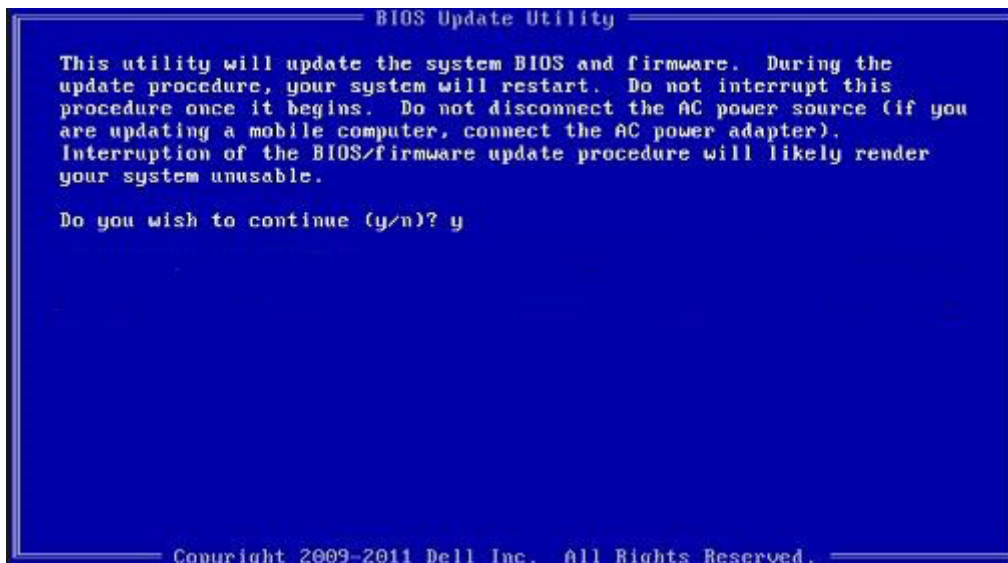 BIOS Update Utility
This utility will update the system BIOS and firmware. During the
update procedure, your system will restart. Do not interrupt this
procedure once it begins. Do not disconnect the AC power source (if you
are updating a mobile computer, connect the AC power adapter).
Interruption of the BIOS/firmware update procedure will likely render
your system unusable.
Do you wish to continue (y/n)? y
Copyright 2009-2011 Dell Inc. All Rights Reserved.